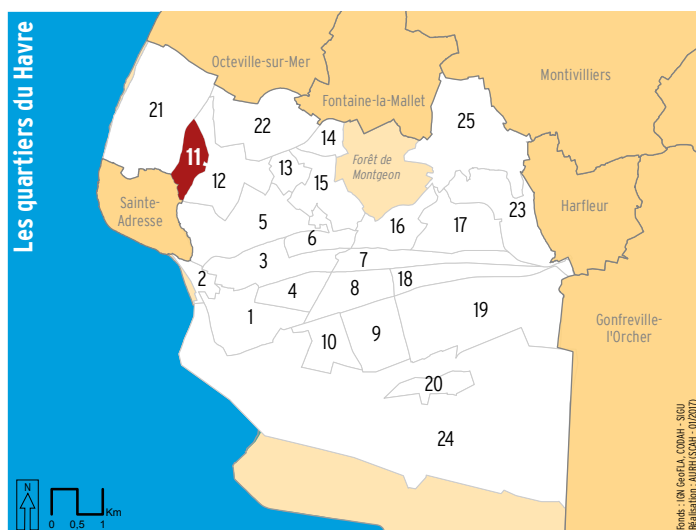 Les quartiers du Havre
Octeville-sur-Mer
Montivilliers
Fontaine-la-Mallet
21
22
14
25
11
13
Forêt de
Montgeon
12
15
Sainte-
Adresse
Harfleur
23
5
16
17
6
3
7
2
18
8
4
19
1
Gonfreville-
l'Orcher
10
9
20
24
N
0 0,5 1 Km
Fonds : IGN GeoFLA, CODAH - SIGU
Réalisation : AURH (SCAH - 01/2017)